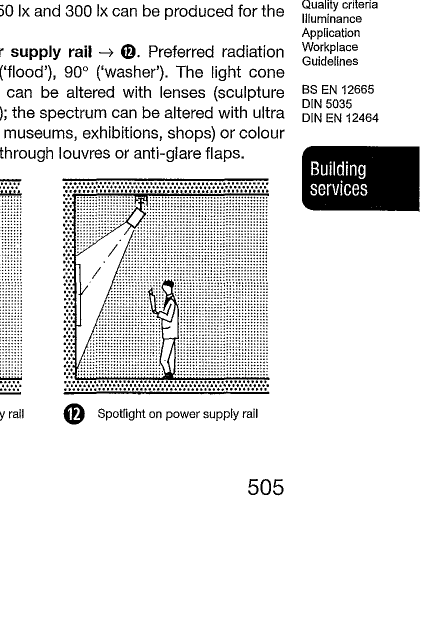 50 lx and 300 lx can be produced for the
supply rail → 12. Preferred radiation
('flood'), 90° ('washer'). The light cone
can be altered with lenses (sculpture
); the spectrum can be altered with ultra
museums, exhibitions, shops) or colour
through louvres or anti-glare flaps.
Quality criteria
Illuminance
Application
Workplace
Guidelines
BS EN 12665
DIN 5035
DIN EN 12464
Building
services
rail
12 Spotlight on power supply rail
505